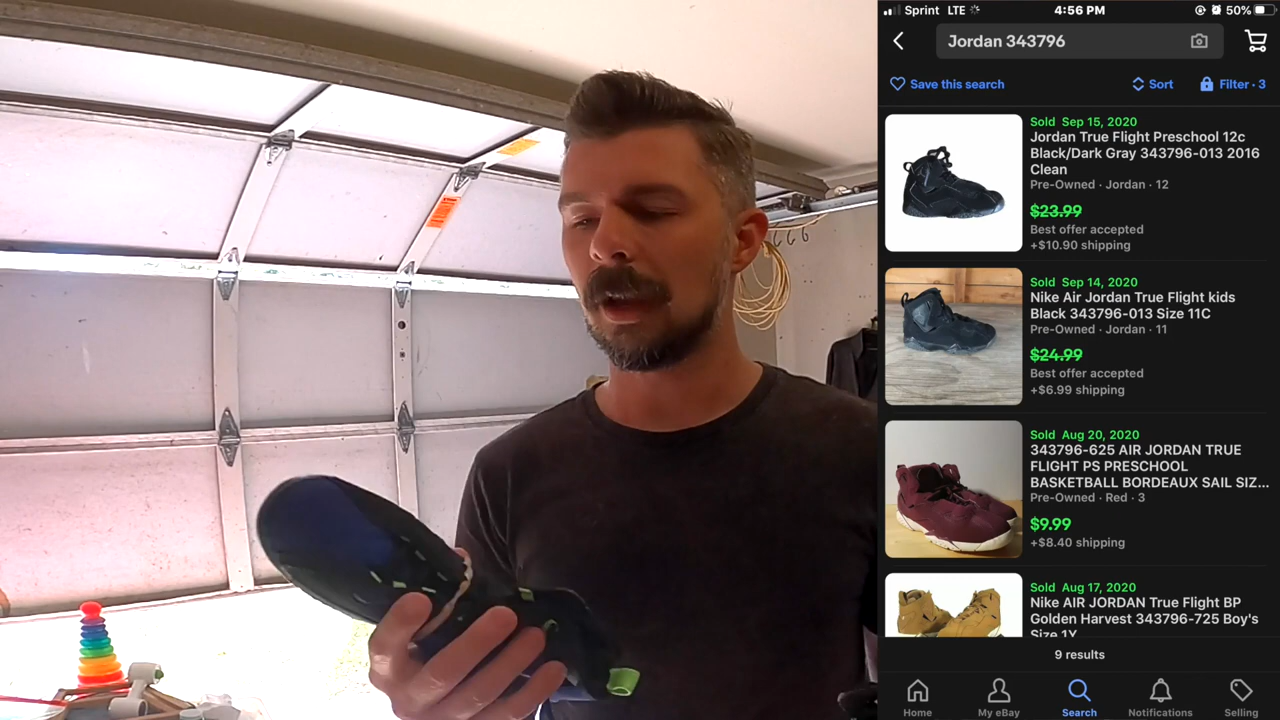 Sprint LTE 4:56 PM 50%
Jordan 343796
Save this search Sort Filter · 3
Sold Sep 15, 2020
Jordan True Flight Preschool 12c
Black/Dark Gray 343796-013 2016
Clean
Pre-Owned · Jordan · 12
$23.99
Best offer accepted
+$10.90 shipping
Sold Sep 14, 2020
Nike Air Jordan True Flight kids
Black 343796-013 Size 11C
Pre-Owned · Jordan · 11
$24.99
Best offer accepted
+$6.99 shipping
Sold Aug 20, 2020
343796-625 AIR JORDAN TRUE
FLIGHT PS PRESCHOOL
BASKETBALL BORDEAUX SAIL SIZ...
Pre-Owned · Red · 3
$9.99
+$8.40 shipping
Sold Aug 17, 2020
Nike AIR JORDAN True Flight BP
Golden Harvest 343796-725 Boy's
Size 1Y
9 results
Home My eBay Search Notifications Selling